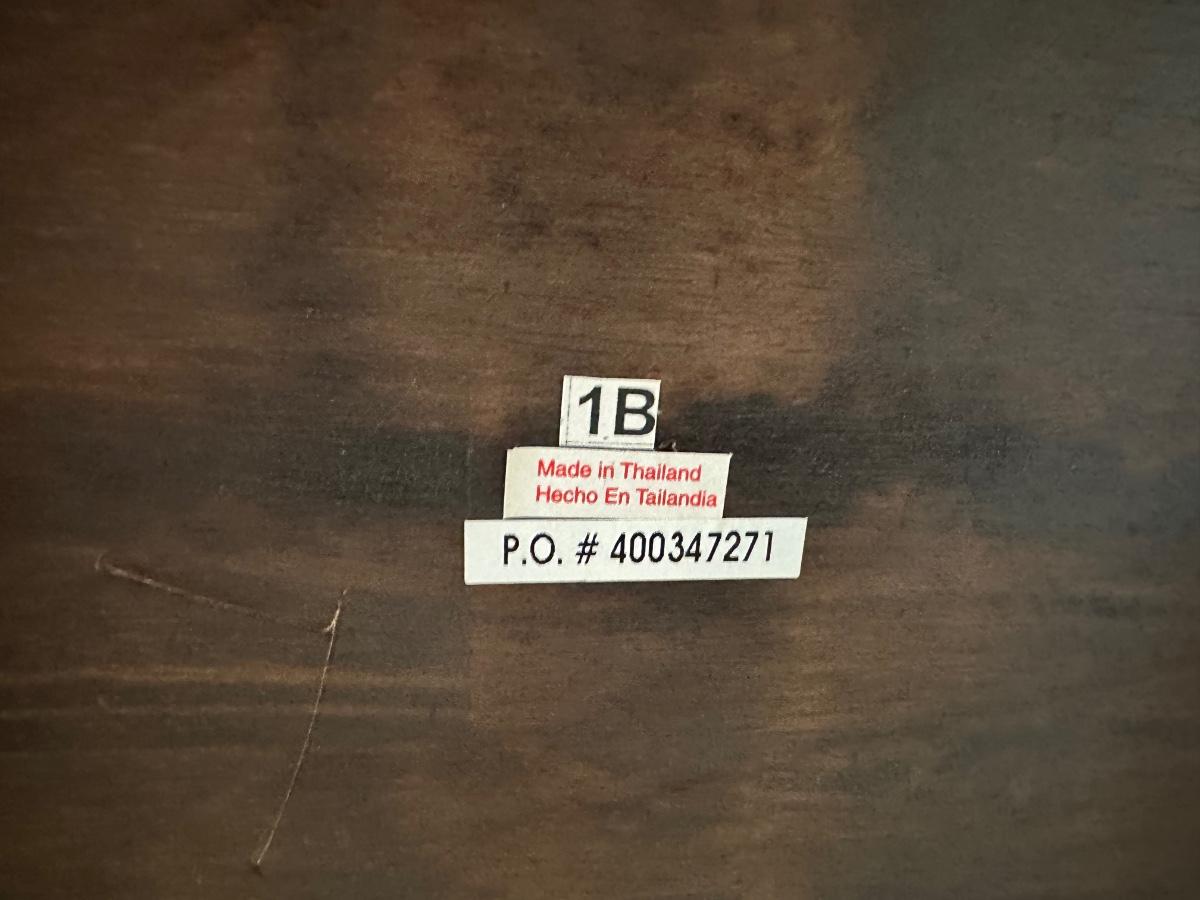 1B
Made in Thailand
Hecho En Tailandia
P.O. # 400347271